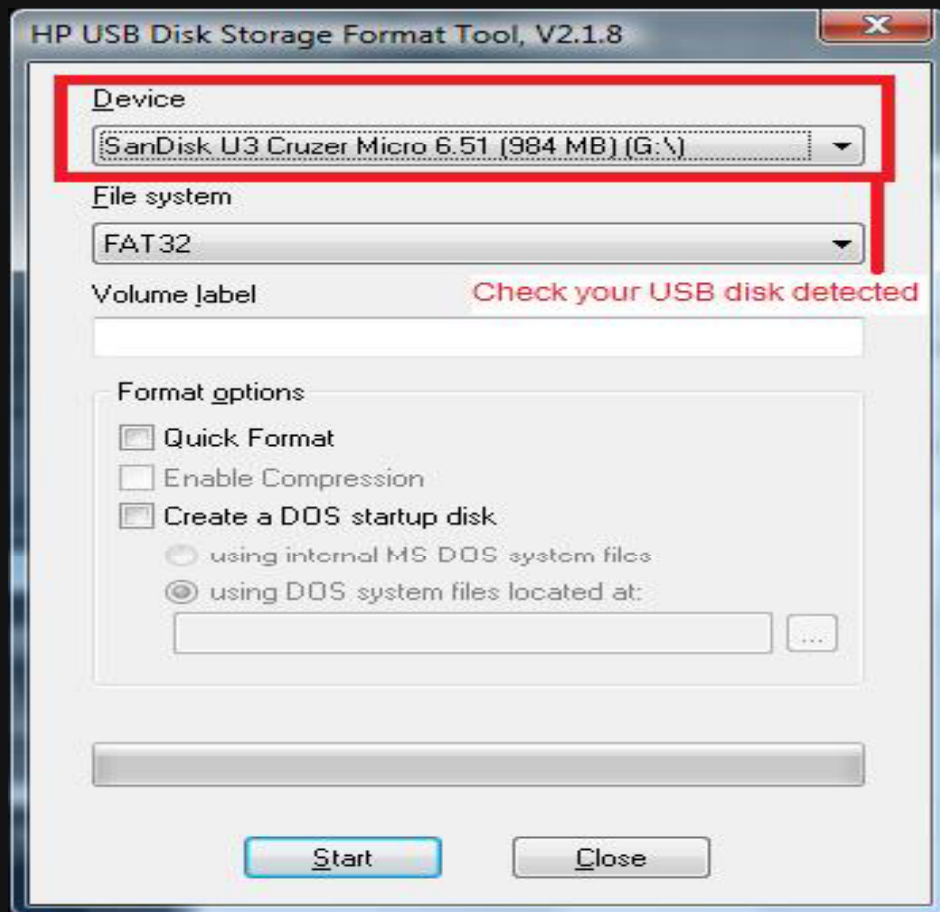 HP USB Disk Storage Format Tool, V2.1.8
Device
SanDisk U3 Cruzer Micro 6.51 (984 MB) (G:\)
File system
FAT32
Volume label
Check your USB disk detected
Format options
Quick Format
Enable Compression
Create a DOS startup disk
using internal MS DOS system files
using DOS system files located at:
...
Start
Close